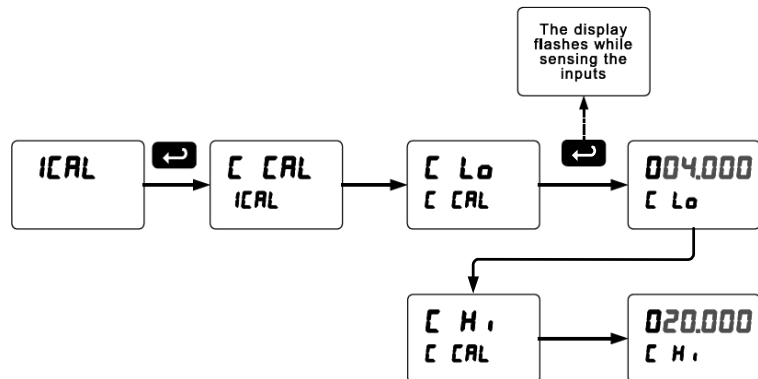 The display
flashes while
sensing the
inputs
ICAL
C CAL
ICAL
C Lo
C CAL
004.000
C Lo
C Hi
C CAL
020.000
C Hi